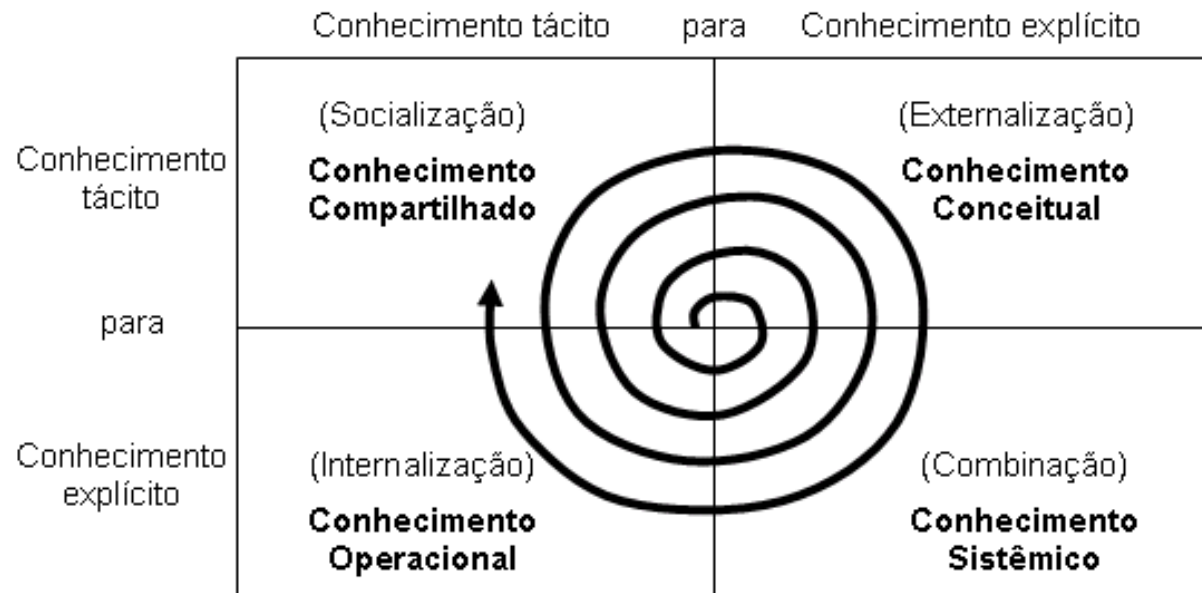 Conhecimento tácito para Conhecimento explícito
(Socialização)
Conhecimento
Compartilhado
(Externalização)
Conhecimento
Conceitual
Conhecimento
tácito
para
Conhecimento
explícito
(Internalização)
Conhecimento
Operacional
(Combinação)
Conhecimento
Sistêmico